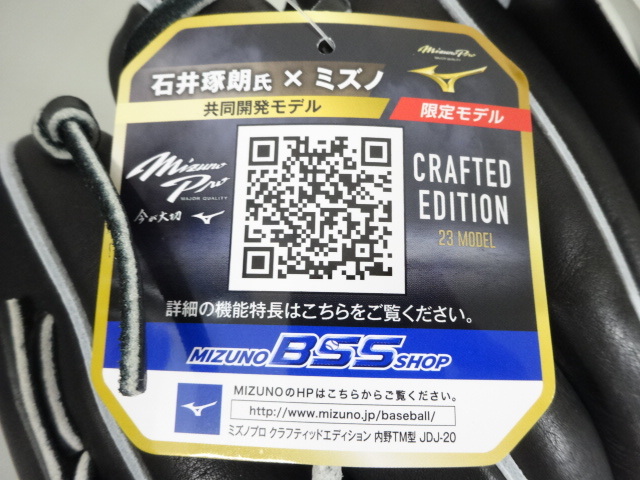 Mizuno Pro
石井琢朗氏 × ミズノ
共同開発モデル
限定モデル
Mizuno
Pro
MAJOR QUALITY
今が大切
CRAFTED
EDITION
23 MODEL
詳細の機能特長はこちらをご覧ください。
MIZUNO BSS SHOP
MIZUNOのHPはこちらからご覧ください。
http://www.mizuno.jp/baseball/
ミズノプロ クラフティッドエディション 内野TM型 JDJ-20